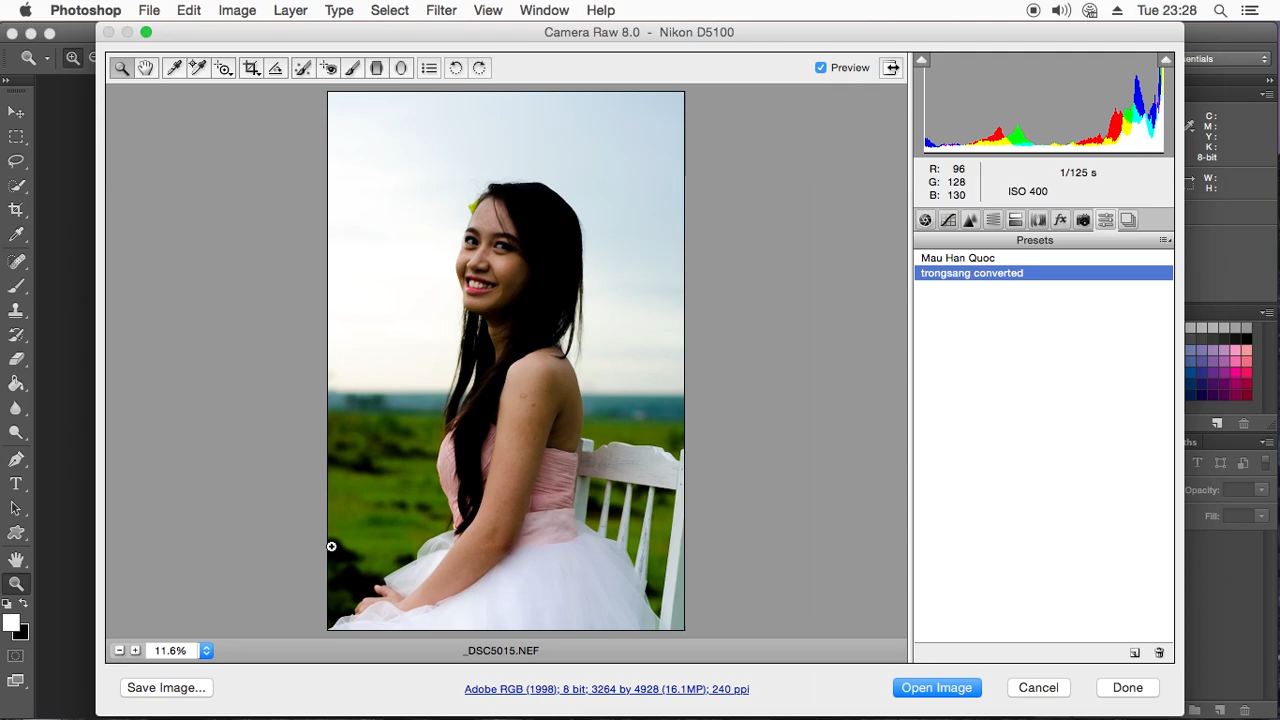 Photoshop File Edit Image Layer Type Select Filter View Window Help Tue 23:28
Camera Raw 8.0 - Nikon D5100
Preview
R: 96
G: 128
B: 130
1/125 s
ISO 400
Presets
Mau Han Quoc
trongsang converted
C:
M:
Y:
K:
8-bit
W:
H:
Opacity:
Fill:
11.6%
_DSC5015.NEF
Save Image...
Adobe RGB (1998); 8 bit; 3264 by 4928 (16.1MP); 240 ppi
Open Image
Cancel
Done